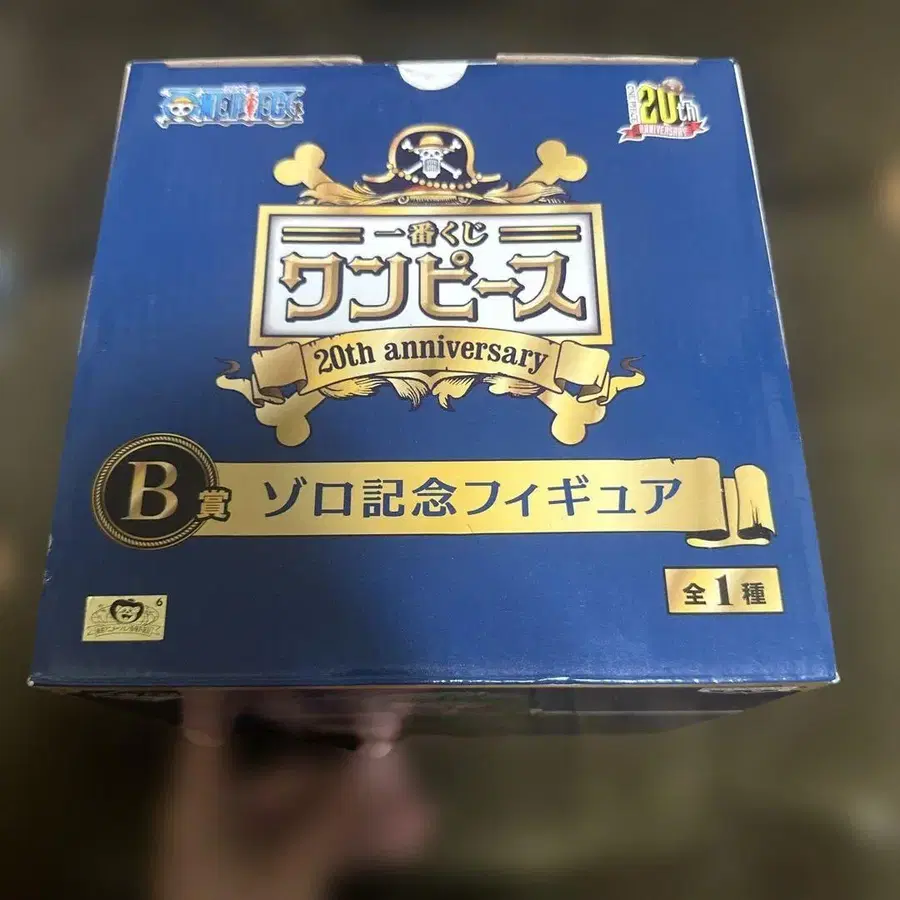 ONE PIECE
20th
ANNIVERSARY
一番くじ
ワンピース
20th anniversary
B賞 ゾロ記念フィギュア
全1種
6